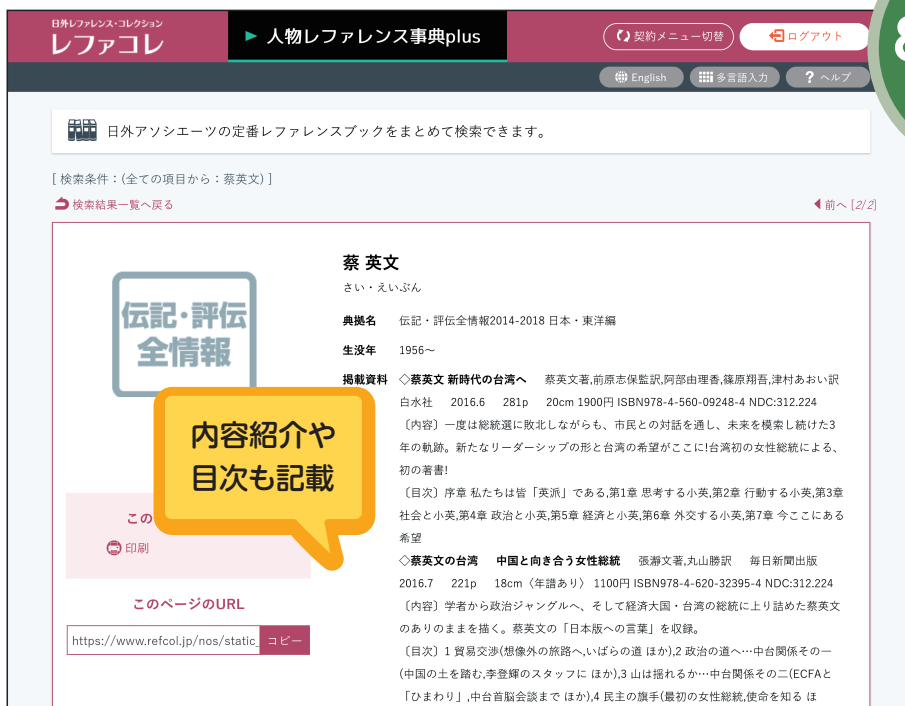 日外レファレンス・コレクション
レファコレ
▶ 人物レファレンス事典plus
契約メニュー切替
ログアウト
8
English
多言語入力
? ヘルプ
日外アソシエーツの定番レファレンスブックをまとめて検索できます。
[ 検索条件：(全ての項目から：蔡英文) ]
検索結果一覧へ戻る
前へ [2/2]
伝記・評伝
全情報
蔡 英文
さい・えいぶん
典拠名 伝記・評伝全情報2014-2018 日本・東洋編
生没年 1956〜
掲載資料 ◇蔡英文 新時代の台湾へ 蔡英文著,前原志保監訳,阿部由理香,篠原翔吾,津村あおい訳
白水社 2016.6 281p 20cm 1900円 ISBN978-4-560-09248-4 NDC:312.224
〔内容〕一度は総統選に敗北しながらも、市民との対話を通し、未来を模索し続けた3
年の軌跡。新たなリーダーシップの形と台湾の希望がここに!台湾初の女性総統による、
初の著書!
〔目次〕序章 私たちは皆「英派」である,第1章 思考する小英,第2章 行動する小英,第3章
社会と小英,第4章 政治と小英,第5章 経済と小英,第6章 外交する小英,第7章 今ここにある
希望
◇蔡英文の台湾 中国と向き合う女性総統 張瀞文著,丸山勝訳 毎日新聞出版
2016.7 221p 18cm〈年譜あり〉 1100円 ISBN978-4-620-32395-4 NDC:312.224
〔内容〕学者から政治ジャングルへ、そして経済大国・台湾の総統に上り詰めた蔡英文
のありのままを描く。蔡英文の「日本版への言葉」を収録。
〔目次〕1 貿易交渉(想像外の旅路へ,いばらの道 ほか),2 政治の道へ…中台関係その一
(中国の土を踏む,李登輝のスタッフに ほか),3 山は揺れるか…中台関係その二(ECFAと
「ひまわり」,中台首脳会談まで ほか),4 民主の旗手(最初の女性総統,使命を知る ほ
内容紹介や
目次も記載
この
印刷
このページのURL
https://www.refcol.jp/nos/static_
コピー